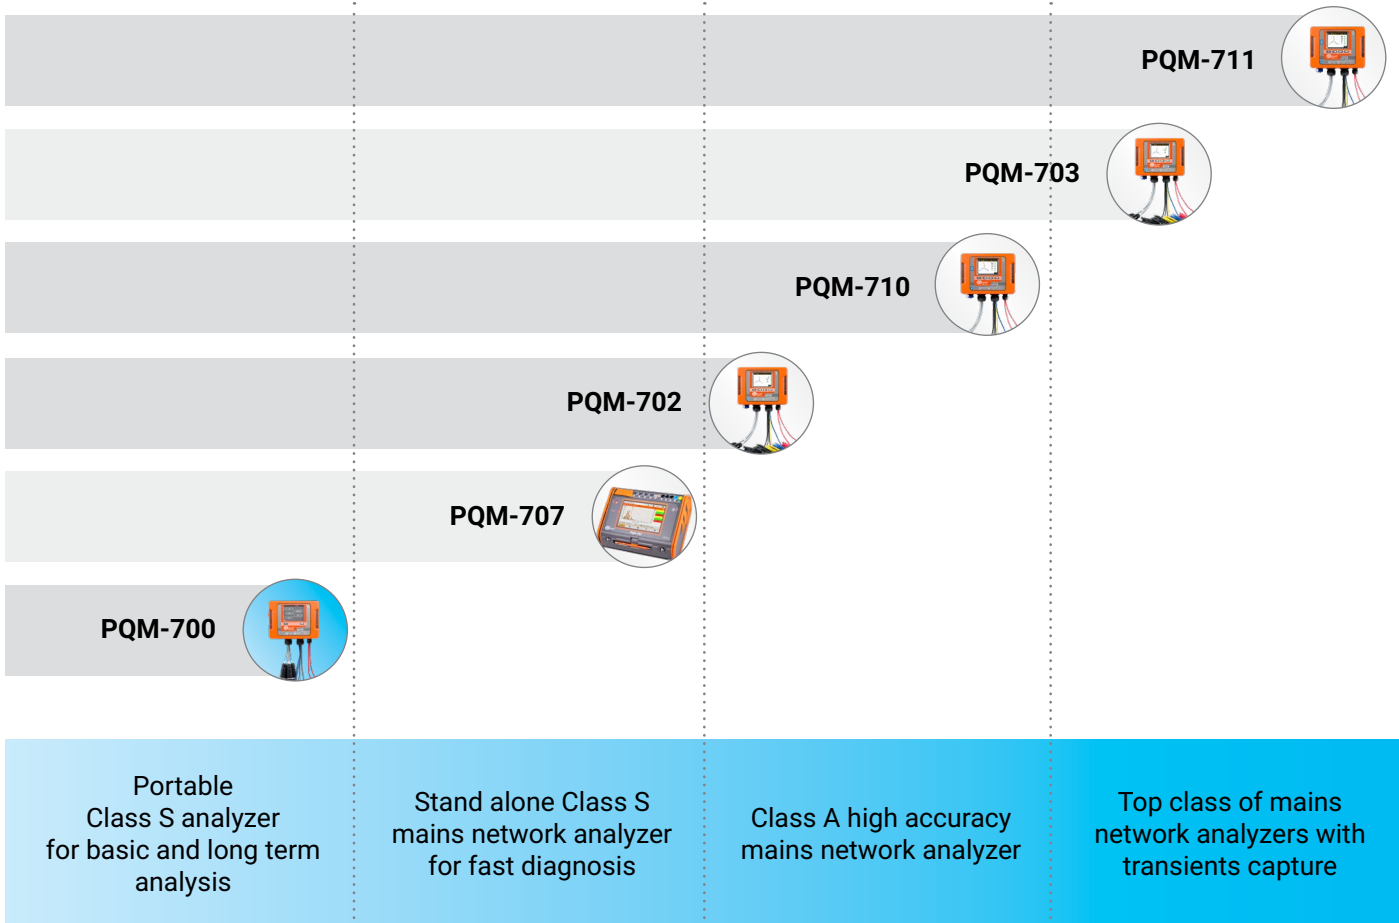 PQM-711
PQM-703
PQM-710
PQM-702
PQM-707
PQM-700
Portable
Class S analyzer
for basic and long term
analysis
Stand alone Class S
mains network analyzer
for fast diagnosis
Class A high accuracy
mains network analyzer
Top class of mains
network analyzers with
transients capture